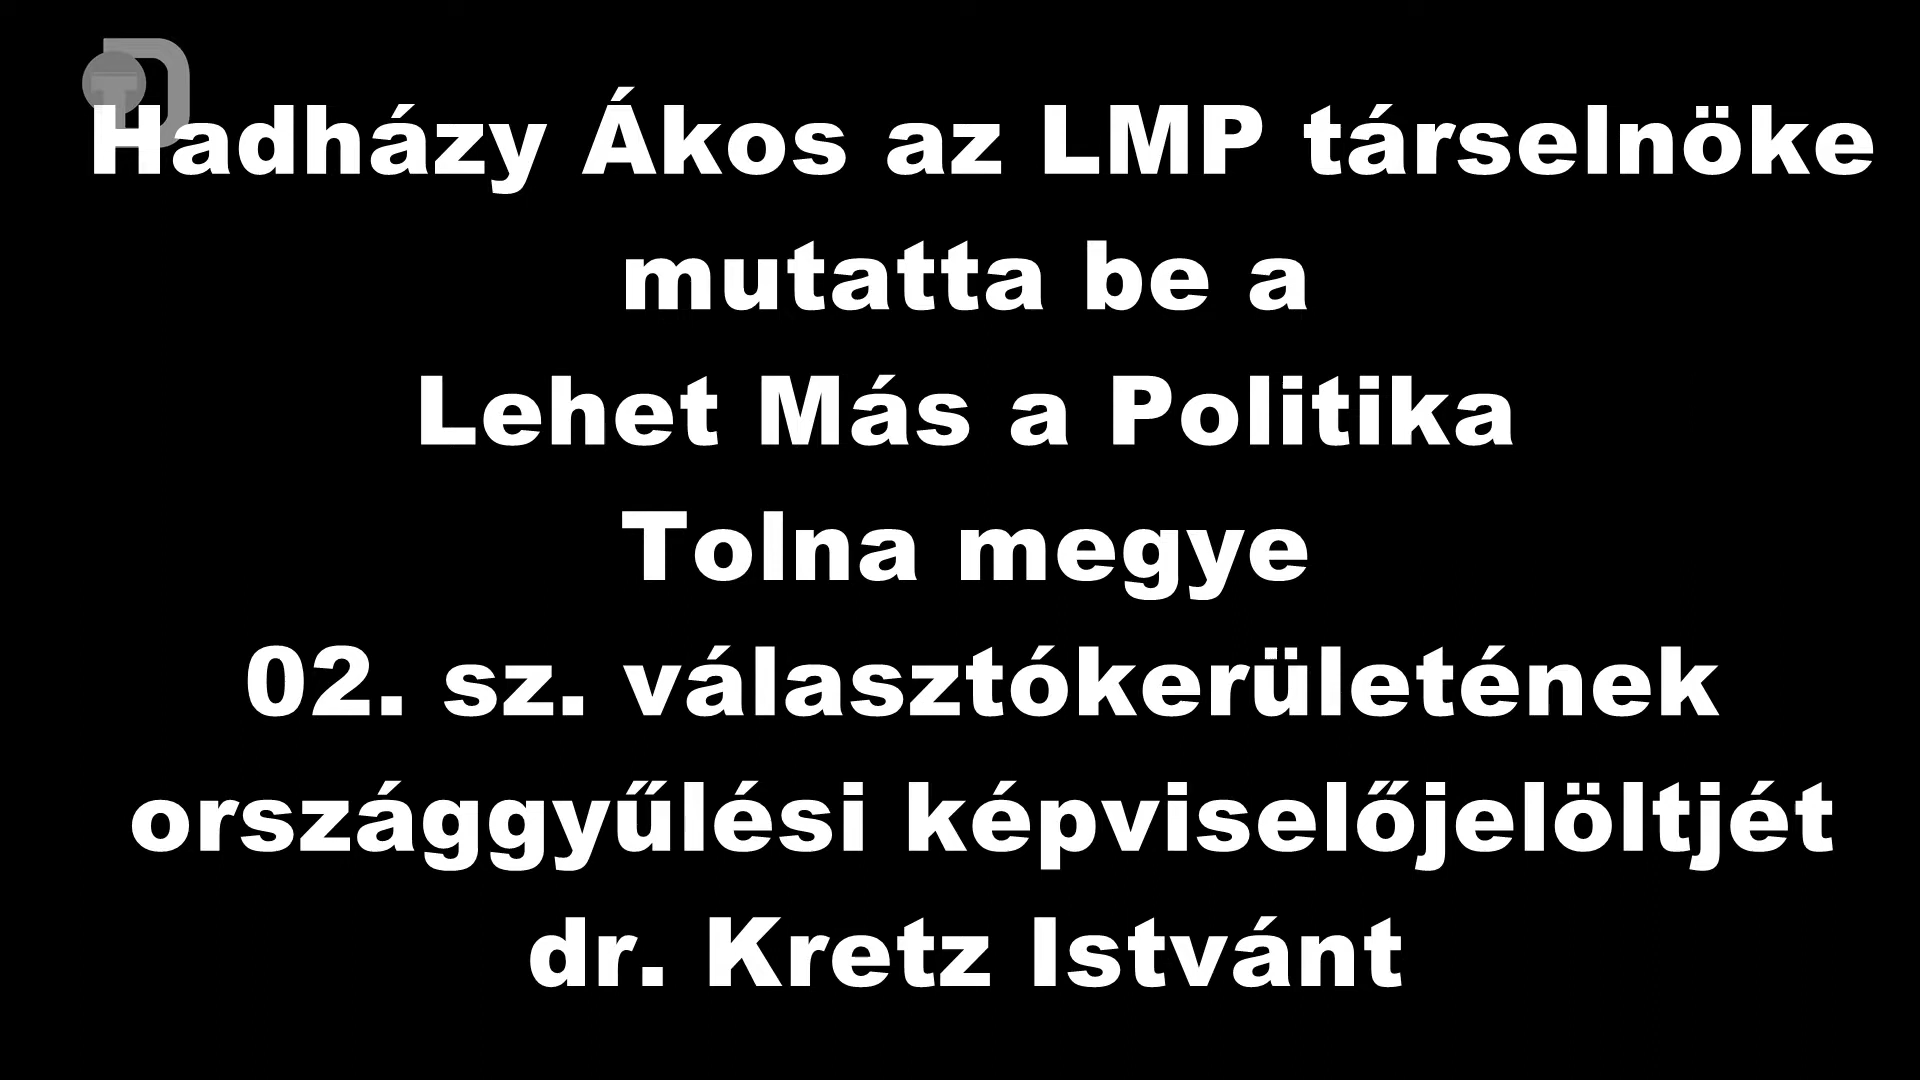 Hadházy Ákos az LMP társelnöke
mutatta be a
Lehet Más a Politika
Tolna megye
02. sz. választókerületének
országgyűlési képviselőjelöltjét
dr. Kretz Istvánt